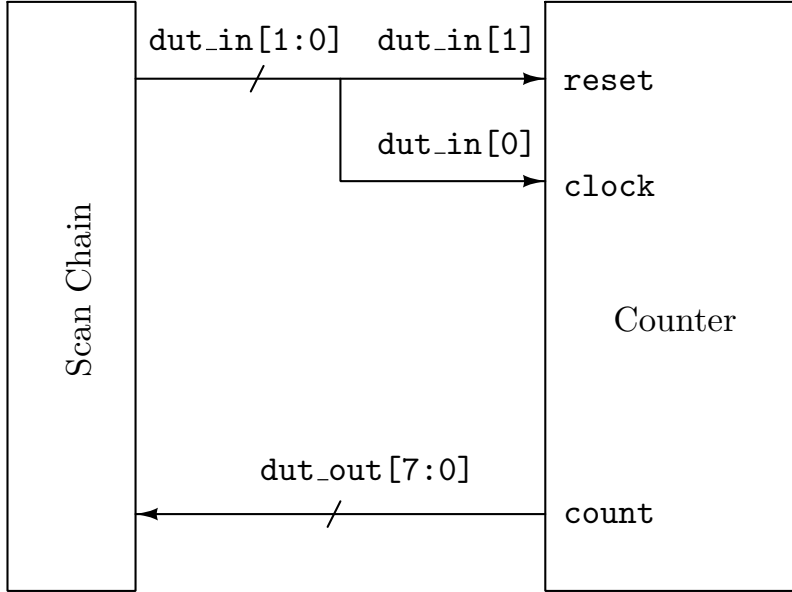 dut_in[1:0]
dut_in[1]
reset
dut_in[0]
clock
Scan Chain
Counter
dut_out[7:0]
count